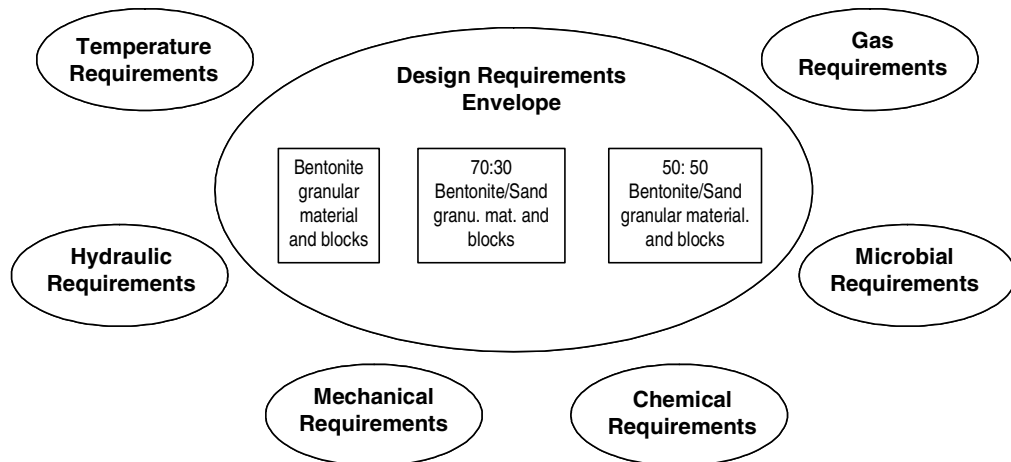 Temperature
Requirements
Gas
Requirements
Design Requirements
Envelope
Bentonite
granular
material
and blocks
70:30
Bentonite/Sand
granu. mat. and
blocks
50: 50
Bentonite/Sand
granular material.
and blocks
Hydraulic
Requirements
Microbial
Requirements
Mechanical
Requirements
Chemical
Requirements